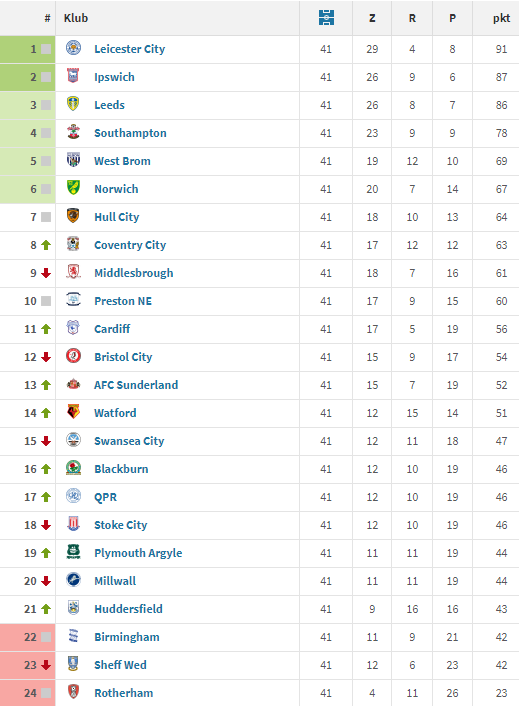 # Klub Z R P pkt
1 Leicester City 41 29 4 8 91
2 Ipswich 41 26 9 6 87
3 Leeds 41 26 8 7 86
4 Southampton 41 23 9 9 78
5 West Brom 41 19 12 10 69
6 Norwich 41 20 7 14 67
7 Hull City 41 18 10 13 64
8 Coventry City 41 17 12 12 63
9 Middlesbrough 41 18 7 16 61
10 Preston NE 41 17 9 15 60
11 Cardiff 41 17 5 19 56
12 Bristol City 41 15 9 17 54
13 AFC Sunderland 41 15 7 19 52
14 Watford 41 12 15 14 51
15 Swansea City 41 12 11 18 47
16 Blackburn 41 12 10 19 46
17 QPR 41 12 10 19 46
18 Stoke City 41 12 10 19 46
19 Plymouth Argyle 41 11 11 19 44
20 Millwall 41 11 11 19 44
21 Huddersfield 41 9 16 16 43
22 Birmingham 41 11 9 21 42
23 Sheff Wed 41 12 6 23 42
24 Rotherham 41 4 11 26 23